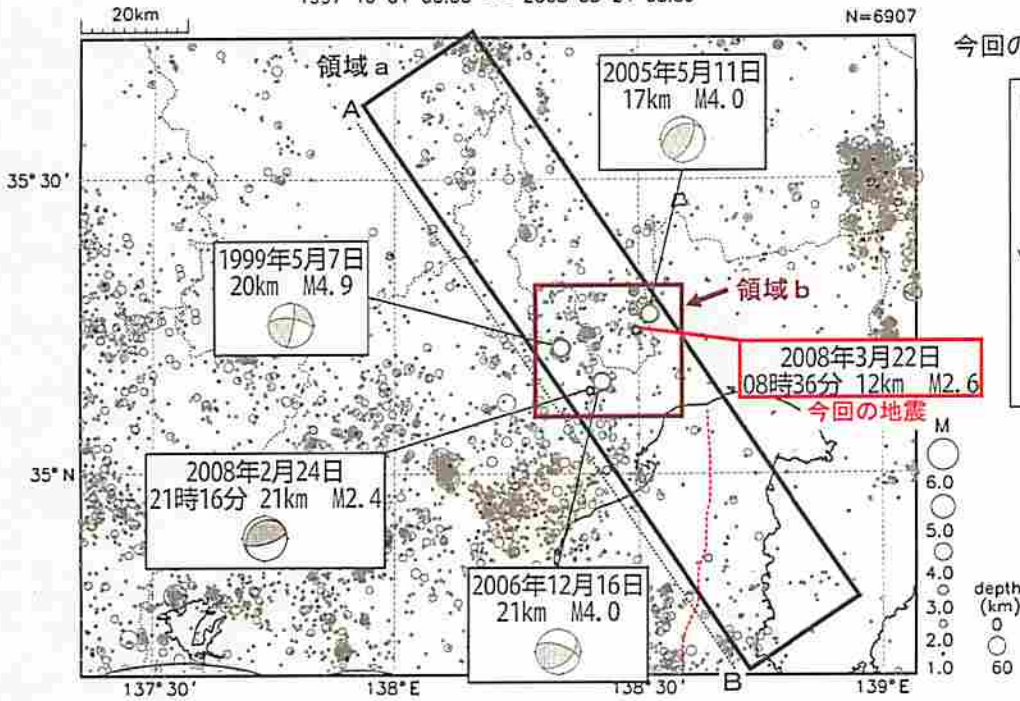 20km
N=6907
今回の
領域a
A
2005年5月11日
17km M4.0
35°30'
1999年5月7日
20km M4.9
領域b
2008年3月22日
08時36分 12km M2.6
今回の地震
2008年2月24日
21時16分 21km M2.4
35°N
2006年12月16日
21km M4.0
M
6.0
5.0
4.0
3.0
2.0
1.0
depth
(km)
0
60
B
137°30'
138°E
138°30'
139°E